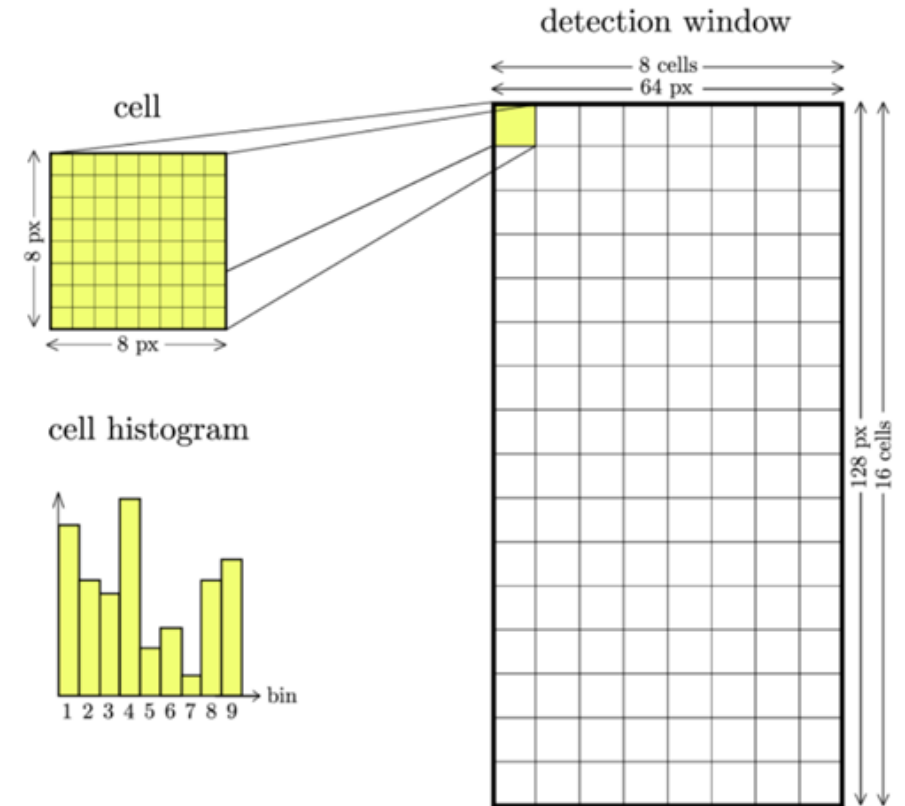 detection window
8 cells
64 px
cell
8 px
8 px
128 px
16 cells
cell histogram
bin
1 2 3 4 5 6 7 8 9